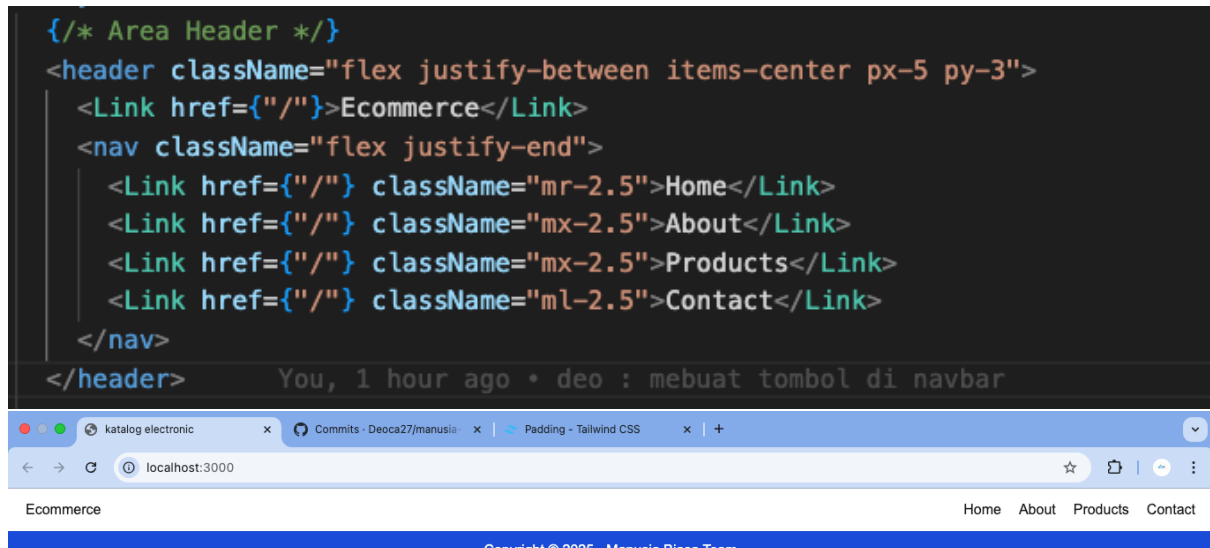 {/* Area Header */}
<header className="flex justify-between items-center px-5 py-3">
<Link href={"/"}>Ecommerce</Link>
<nav className="flex justify-end">
<Link href={"/"} className="mr-2.5">Home</Link>
<Link href={"/"} className="mx-2.5">About</Link>
<Link href={"/"} className="mx-2.5">Products</Link>
<Link href={"/"} className="ml-2.5">Contact</Link>
</nav>
</header> You, 1 hour ago • deo : mebuat tombol di navbar
katalog electronic Commits · Deoca27/manusia- Padding - Tailwind CSS
localhost:3000
Ecommerce Home About Products Contact
Copyright © 2025 - Manusia Team